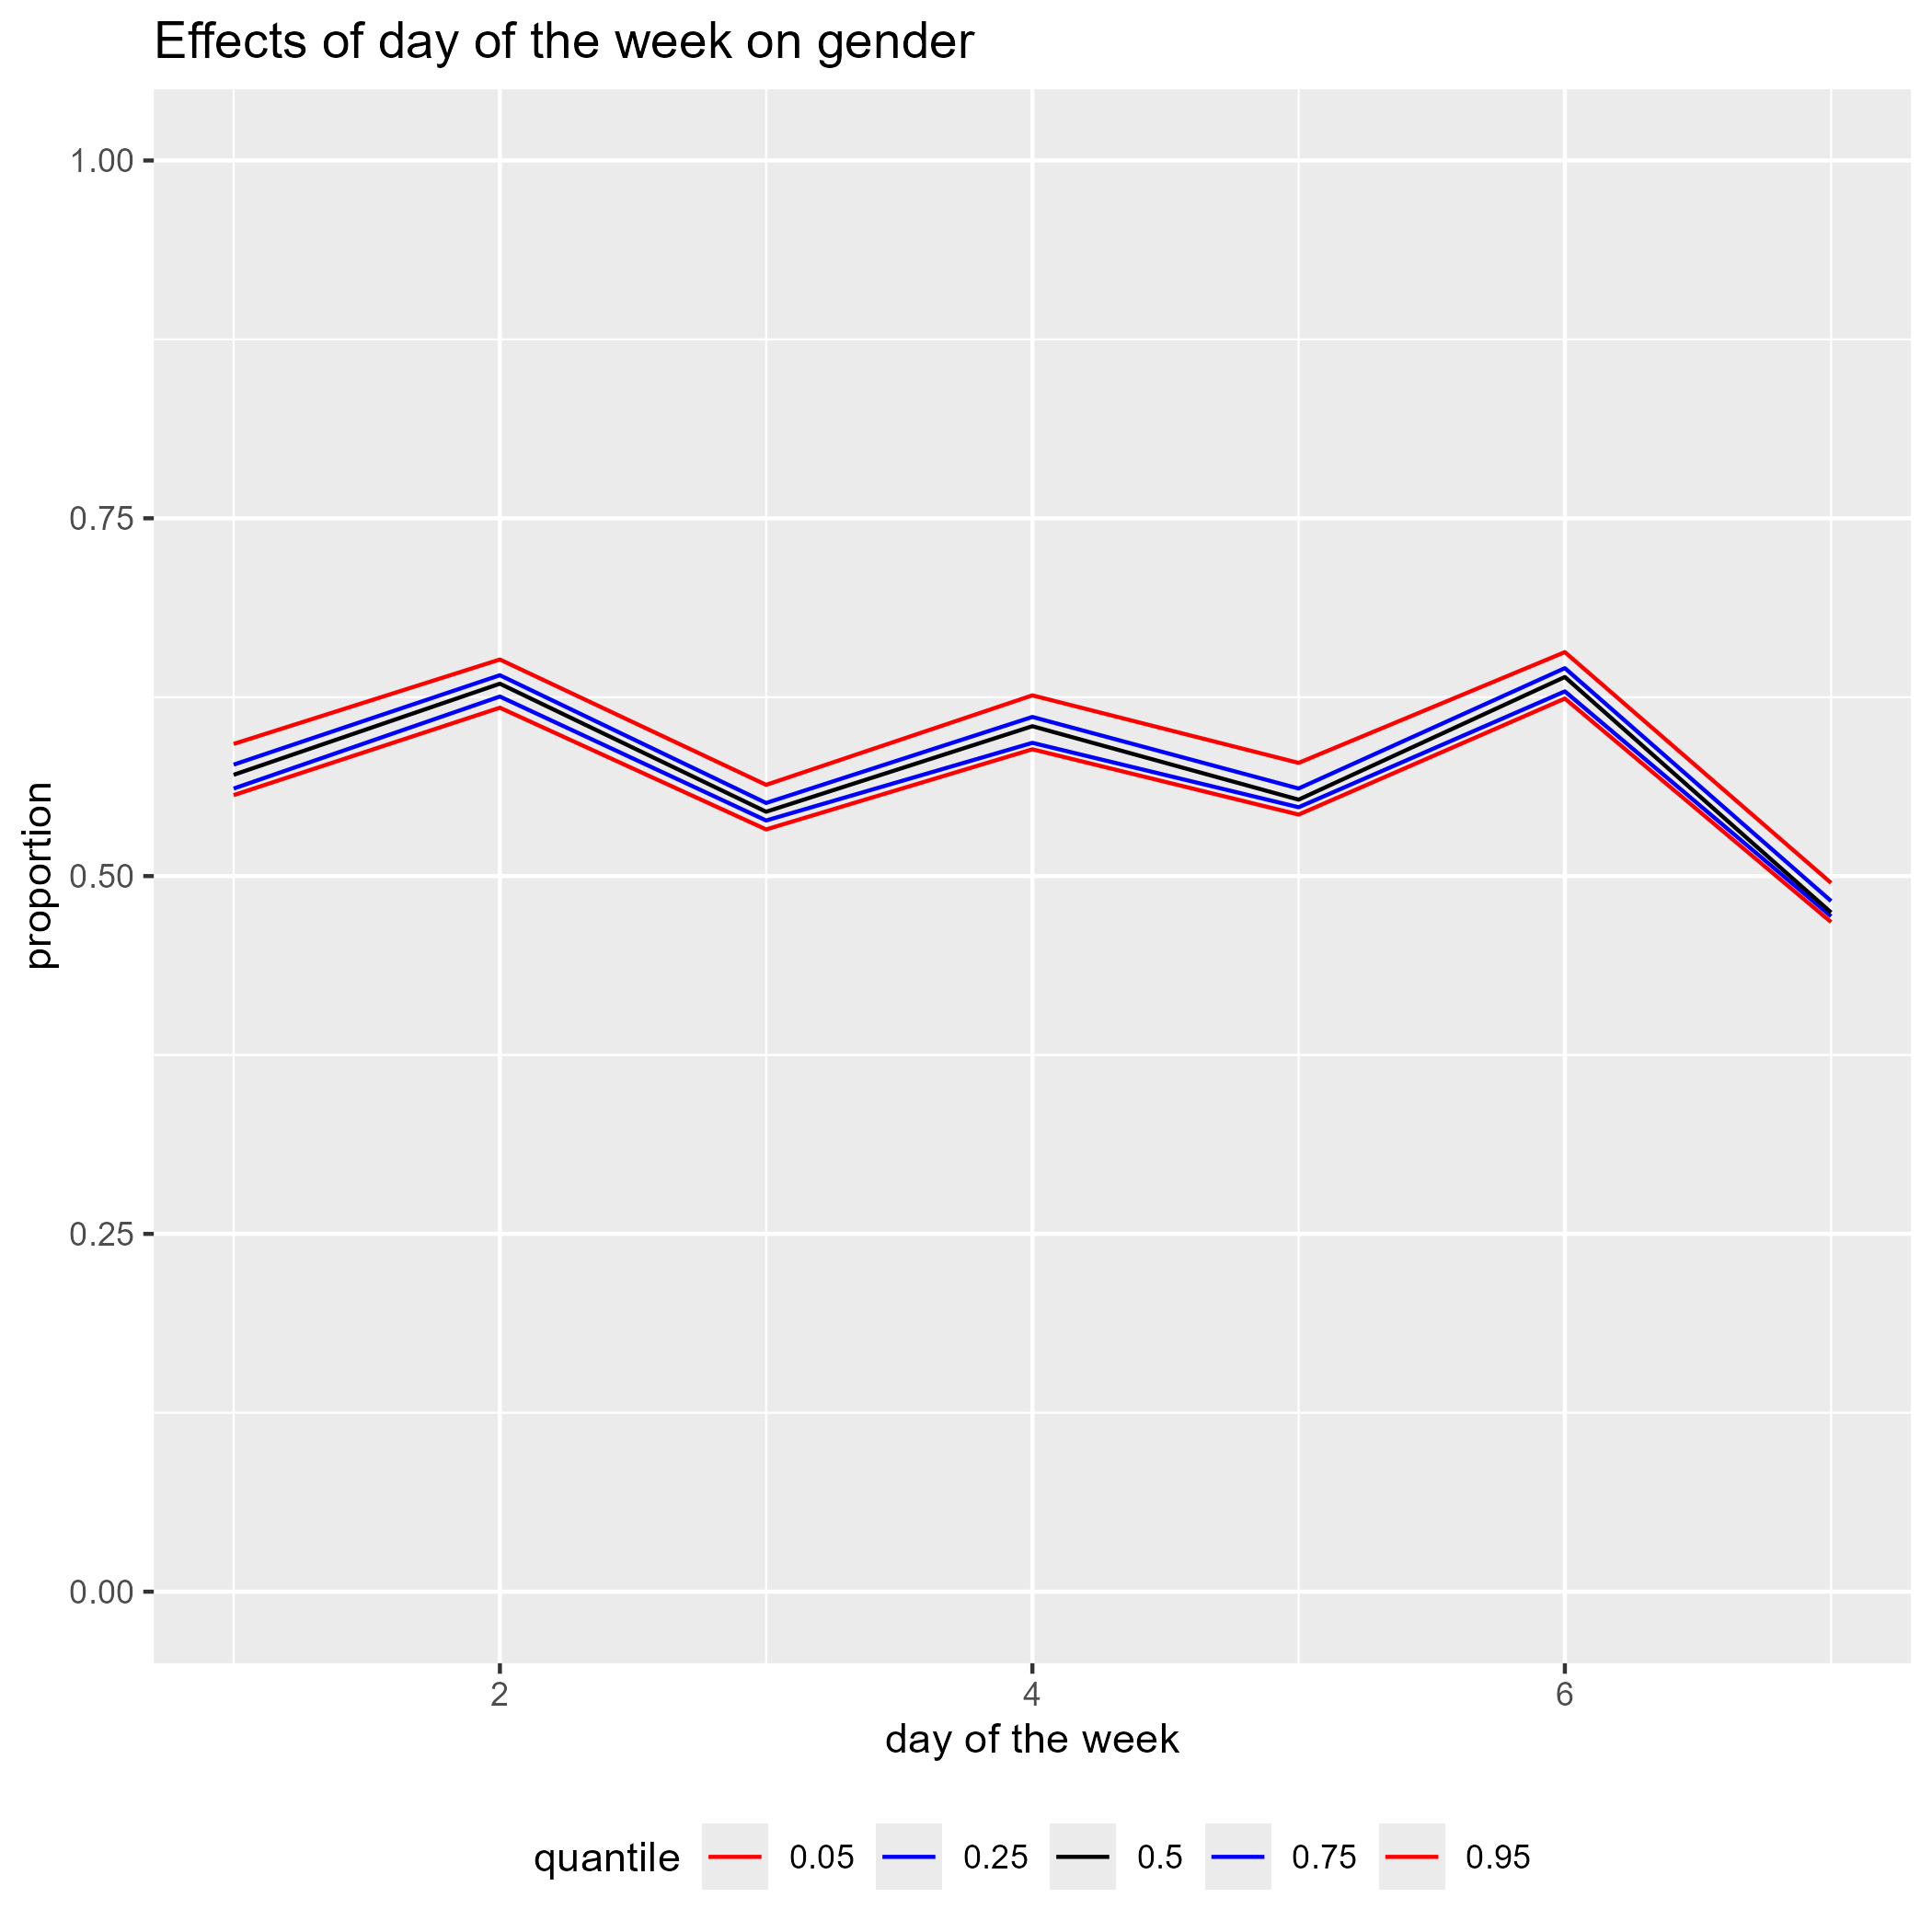 Effects of day of the week on gender
1.00
0.75
0.50
0.25
0.00
proportion
2 4 6
day of the week
quantile 0.05 0.25 0.5 0.75 0.95